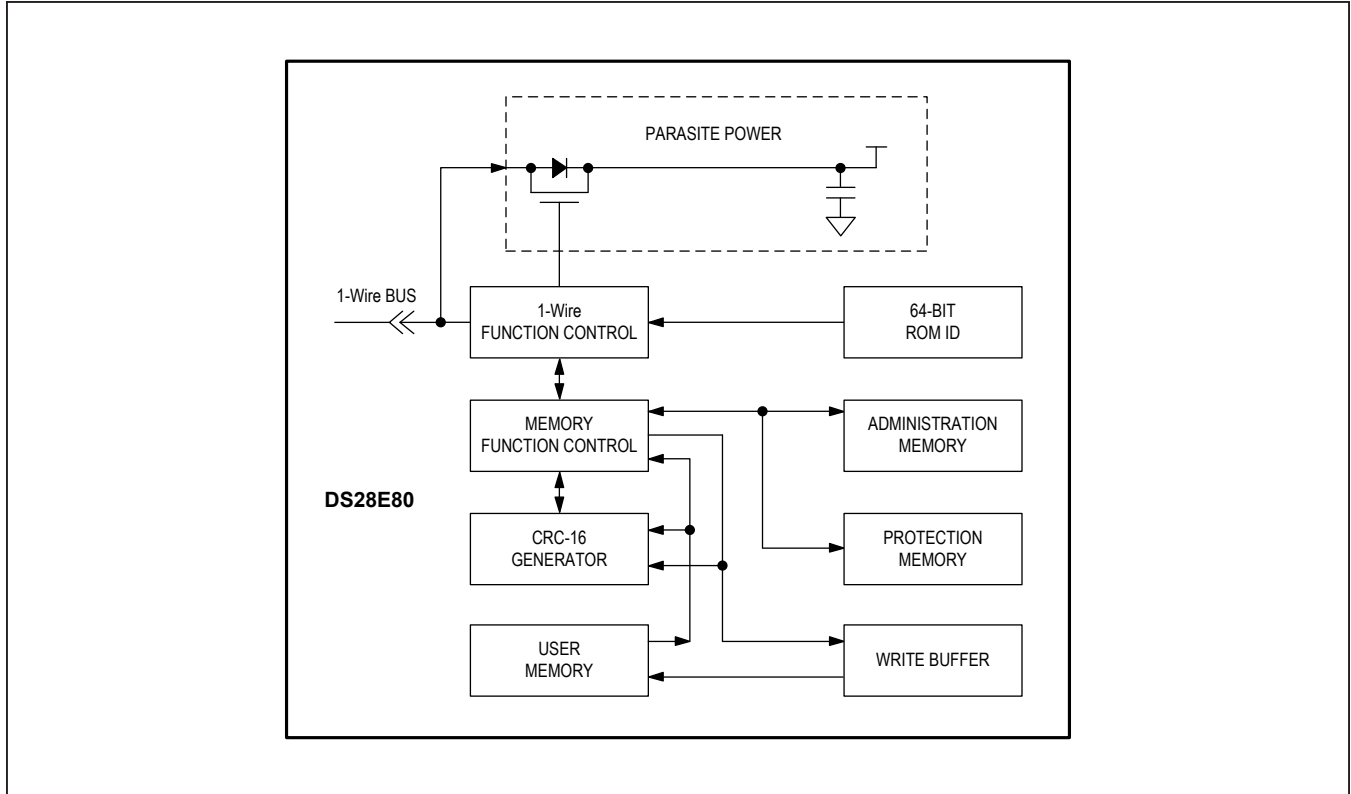 PARASITE POWER
1-Wire BUS
1-Wire
FUNCTION CONTROL
64-BIT
ROM ID
MEMORY
FUNCTION CONTROL
ADMINISTRATION
MEMORY
DS28E80
CRC-16
GENERATOR
PROTECTION
MEMORY
USER
MEMORY
WRITE BUFFER